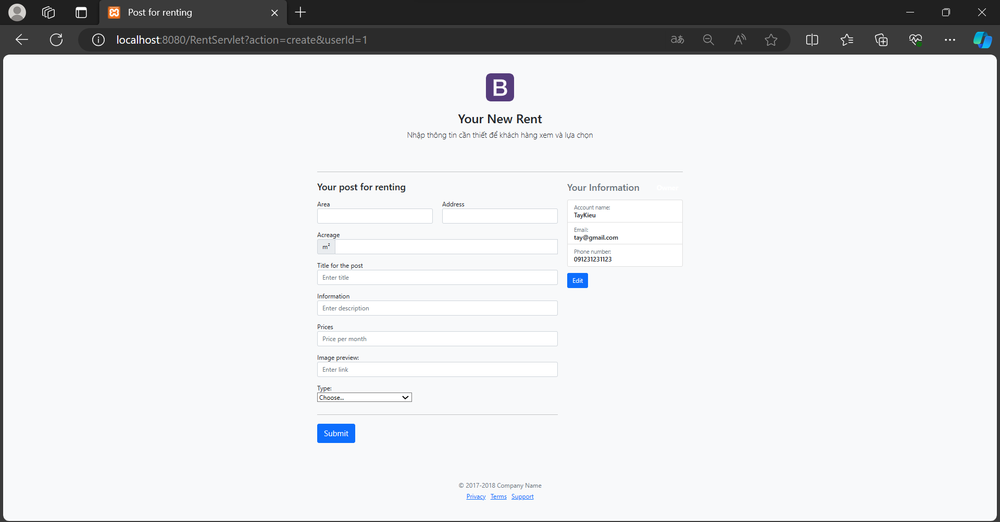 Post for renting
localhost:8080/RentServlet?action=create&userId=1
B
Your New Rent
Nhập thông tin cần thiết để khách hàng xem và lựa chọn
Your post for renting
Area
Address
Acreage
m²
Title for the post
Enter title
Information
Enter description
Prices
Price per month
Image preview:
Enter link
Type:
Choose...
Submit
Your Information
Owner
Account name:
TayKieu
Email:
tay@gmail.com
Phone number:
091231231123
Edit
© 2017-2018 Company Name
Privacy Terms Support